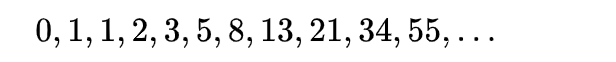 0, 1, 1, 2, 3, 5, 8, 13, 21, 34, 55, . . .